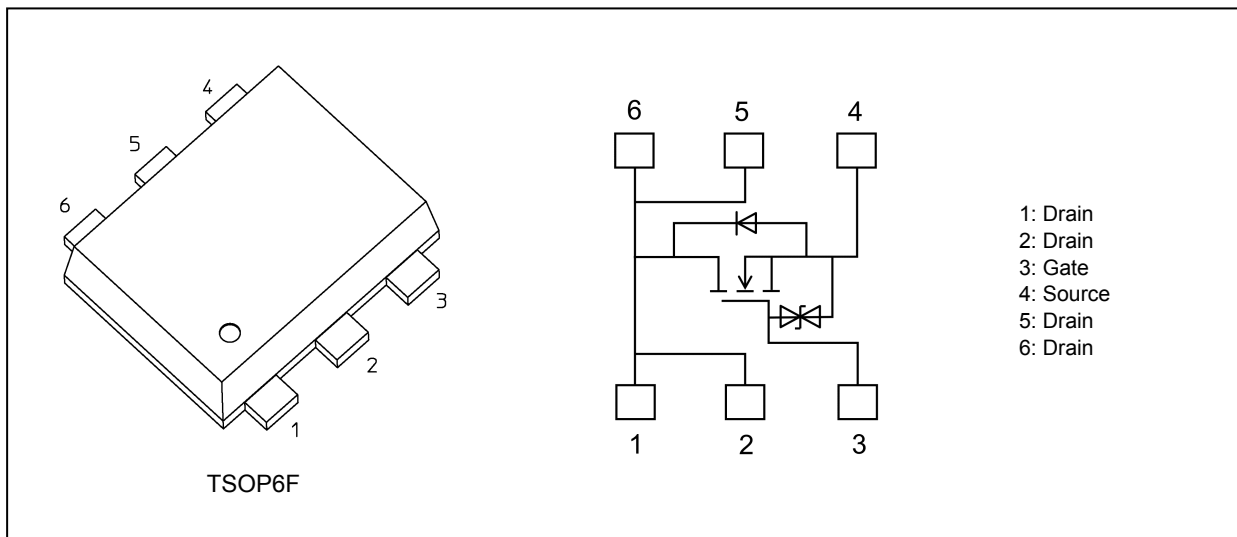 4
5
6
3
2
1
TSOP6F
6 5 4
1 2 3
1: Drain
2: Drain
3: Gate
4: Source
5: Drain
6: Drain